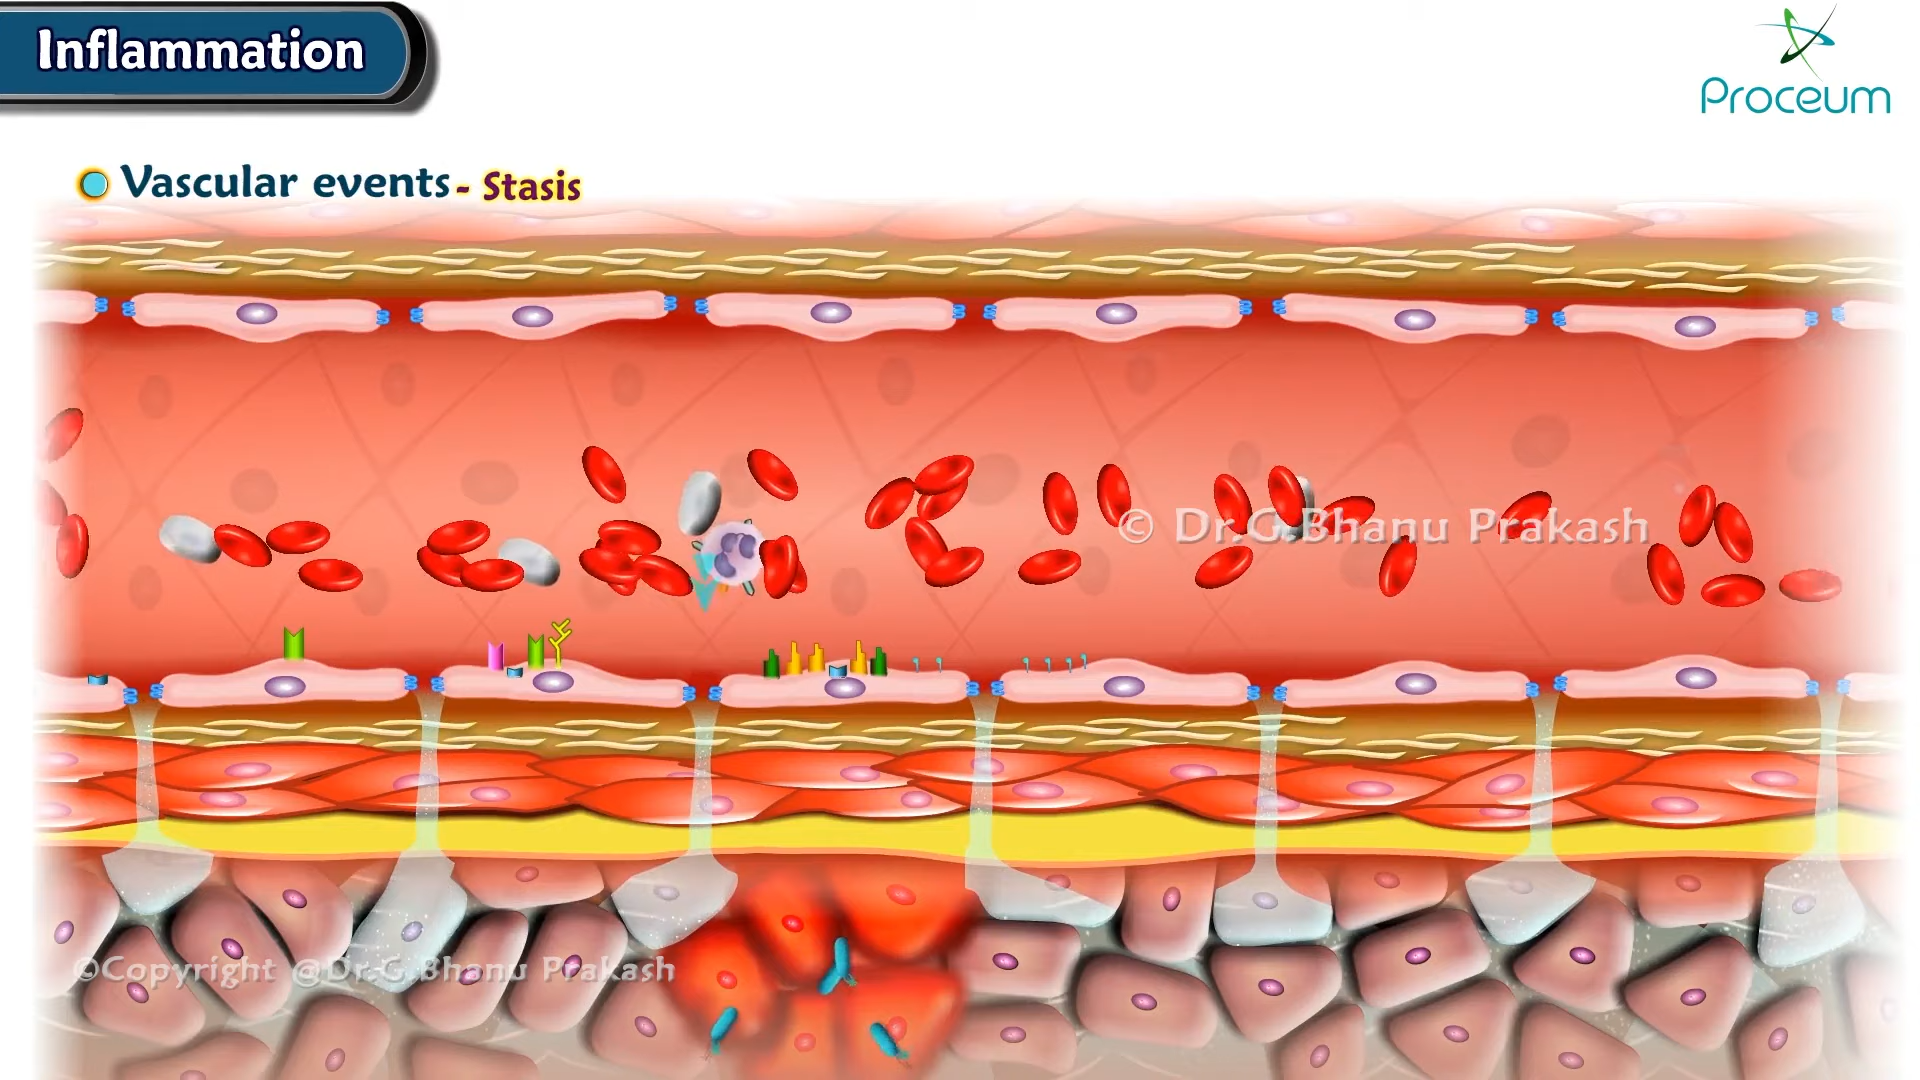 Inflammation
Proceum
Vascular events - Stasis
© Dr.G.Bhanu Prakash
©Copyright @Dr.G.Bhanu Prakash